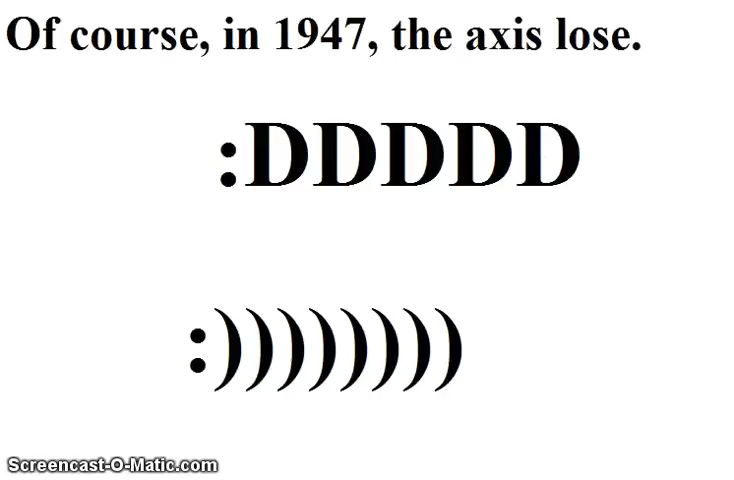 Of course, in 1947, the axis lose.
:DDDDD
:))))))))
Screencast-O-Matic.com